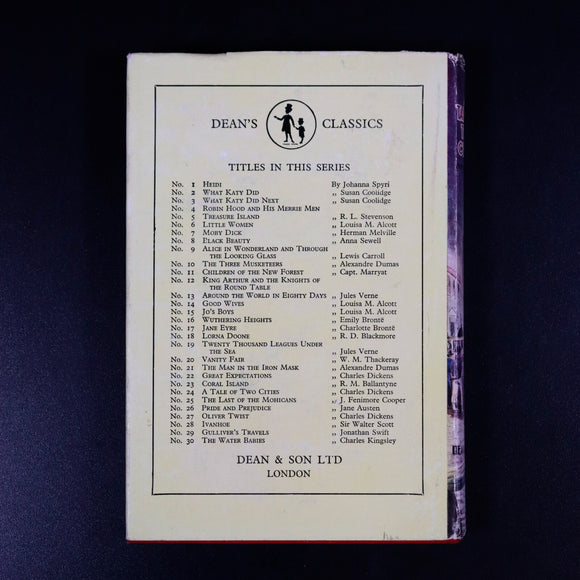 DEAN'S CLASSICS
TITLES IN THIS SERIES
No. 1 HEIDI By Johanna Spyri
No. 2 WHAT KATY DID ,, Susan Coolidge
No. 3 WHAT KATY DID NEXT ,, Susan Coolidge
No. 4 ROBIN HOOD AND HIS MERRIE MEN
No. 5 TREASURE ISLAND ,, R. L. Stevenson
No. 6 LITTLE WOMEN ,, Louisa M. Alcott
No. 7 MOBY DICK ,, Herman Melville
No. 8 BLACK BEAUTY ,, Anna Sewell
No. 9 ALICE IN WONDERLAND AND THROUGH
THE LOOKING GLASS ,, Lewis Carroll
No. 10 THE THREE MUSKETEERS ,, Alexandre Dumas
No. 11 CHILDREN OF THE NEW FOREST ,, Capt. Marryat
No. 12 KING ARTHUR AND THE KNIGHTS OF
THE ROUND TABLE
No. 13 AROUND THE WORLD IN EIGHTY DAYS ,, Jules Verne
No. 14 GOOD WIVES ,, Louisa M. Alcott
No. 15 JO'S BOYS ,, Louisa M. Alcott
No. 16 WUTHERING HEIGHTS ,, Emily Brontë
No. 17 JANE EYRE ,, Charlotte Brontë
No. 18 LORNA DOONE ,, R. D. Blackmore
No. 19 TWENTY THOUSAND LEAGUES UNDER
THE SEA ,, Jules Verne
No. 20 VANITY FAIR ,, W. M. Thackeray
No. 21 THE MAN IN THE IRON MASK ,, Alexandre Dumas
No. 22 GREAT EXPECTATIONS ,, Charles Dickens
No. 23 CORAL ISLAND ,, R. M. Ballantyne
No. 24 A TALE OF TWO CITIES ,, Charles Dickens
No. 25 THE LAST OF THE MOHICANS ,, J. Fenimore Cooper
No. 26 PRIDE AND PREJUDICE ,, Jane Austen
No. 27 OLIVER TWIST ,, Charles Dickens
No. 28 IVANHOE ,, Sir Walter Scott
No. 29 GULLIVER'S TRAVELS ,, Jonathan Swift
No. 30 THE WATER BABIES ,, Charles Kingsley
DEAN & SON LTD
LONDON